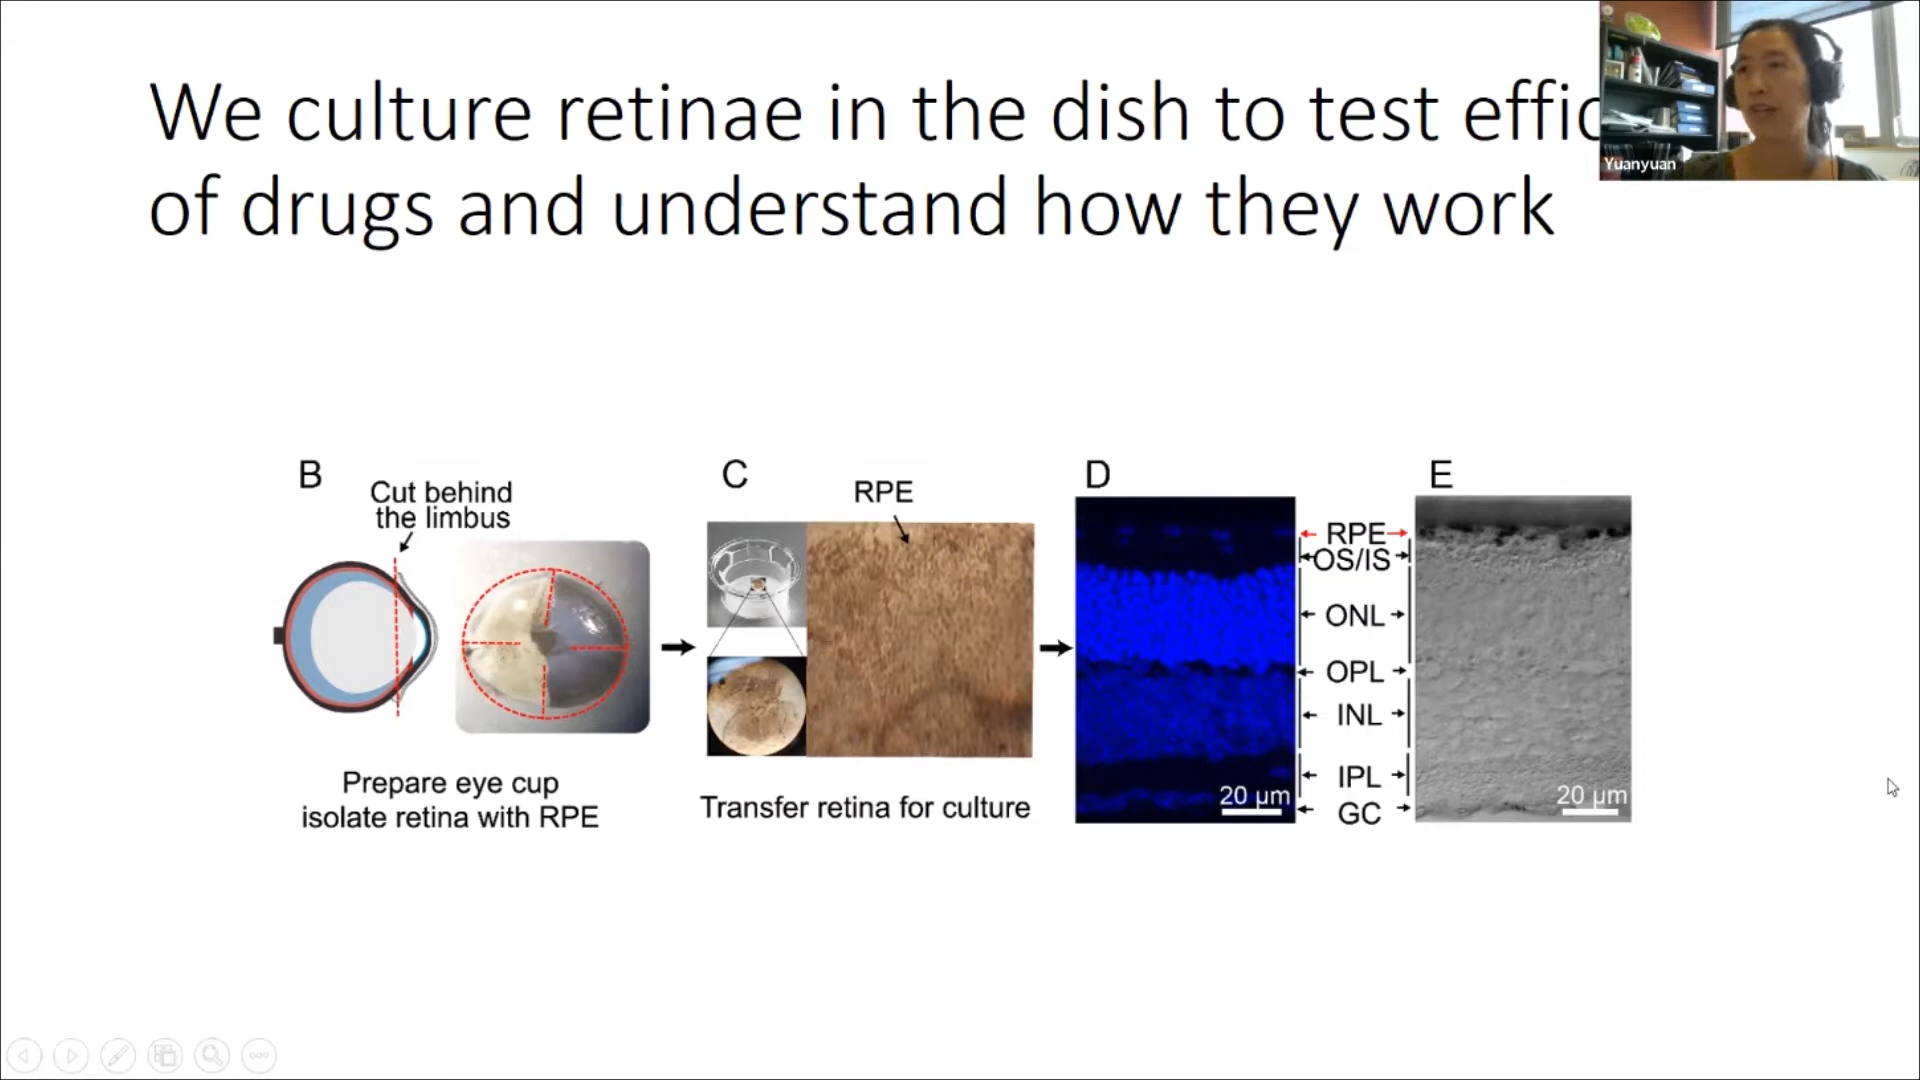 We culture retinae in the dish to test effic
of drugs and understand how they work
Yuanyuan
B
Cut behind
the limbus
Prepare eye cup
isolate retina with RPE
C
RPE
Transfer retina for culture
D
20 µm
RPE
OS/IS
ONL
OPL
INL
IPL
GC
E
20 µm